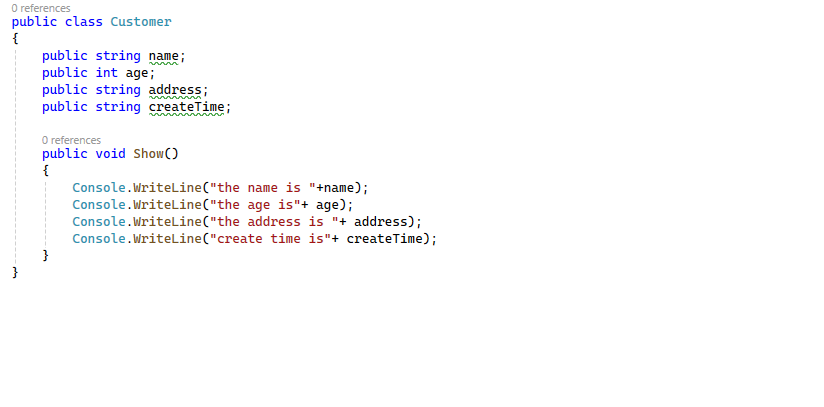 0 references
public class Customer
{
public string name;
public int age;
public string address;
public string createTime;
0 references
public void Show()
{
Console.WriteLine("the name is "+name);
Console.WriteLine("the age is"+ age);
Console.WriteLine("the address is "+ address);
Console.WriteLine("create time is"+ createTime);
}
}